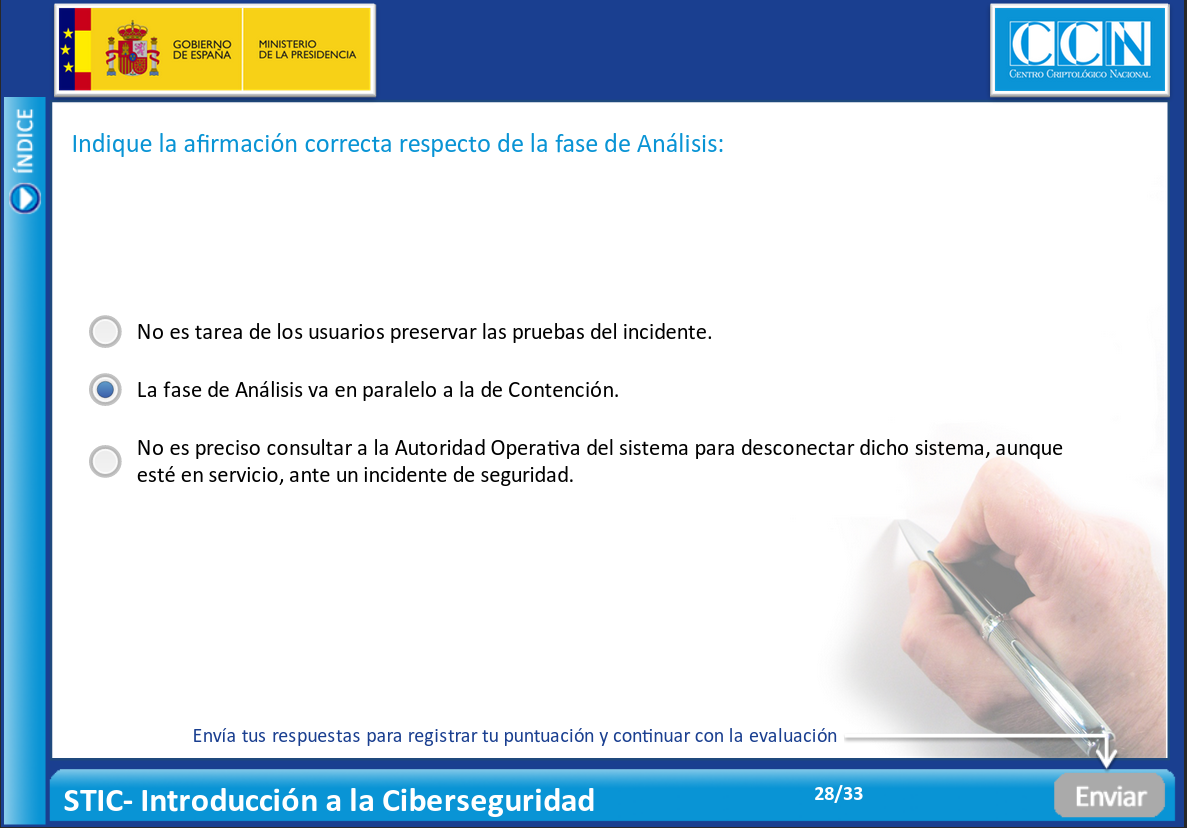 GOBIERNO
DE ESPAÑA
MINISTERIO
DE LA PRESIDENCIA
CCN
CENTRO CRIPTOLÓGICO NACIONAL
ÍNDICE
Indique la afirmación correcta respecto de la fase de Análisis:
No es tarea de los usuarios preservar las pruebas del incidente.
La fase de Análisis va en paralelo a la de Contención.
No es preciso consultar a la Autoridad Operativa del sistema para desconectar dicho sistema, aunque
esté en servicio, ante un incidente de seguridad.
Envía tus respuestas para registrar tu puntuación y continuar con la evaluación
STIC- Introducción a la Ciberseguridad
28/33
Enviar